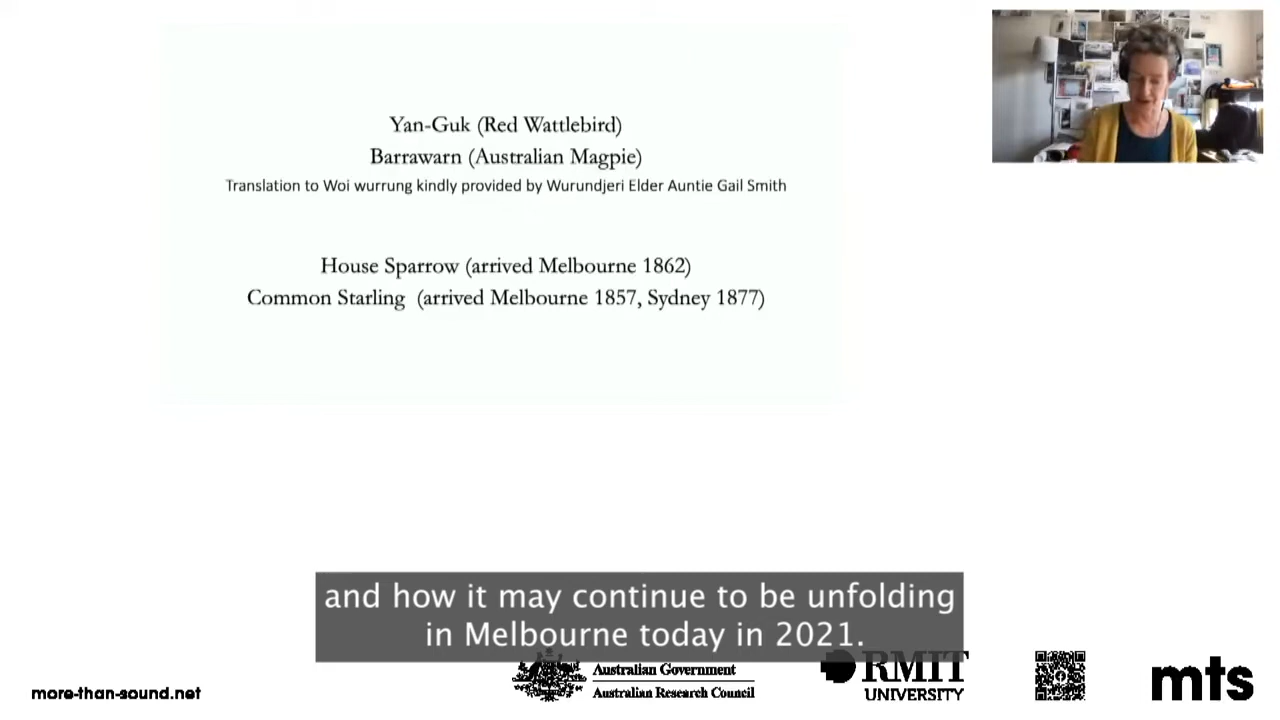 Yan-Guk (Red Wattlebird)
Barrawarn (Australian Magpie)
Translation to Woi wurrung kindly provided by Wurundjeri Elder Auntie Gail Smith
House Sparrow (arrived Melbourne 1862)
Common Starling (arrived Melbourne 1857, Sydney 1877)
and how it may continue to be unfolding
in Melbourne today in 2021.
more-than-sound.net
Australian Government
Australian Research Council
RMIT
UNIVERSITY
mts